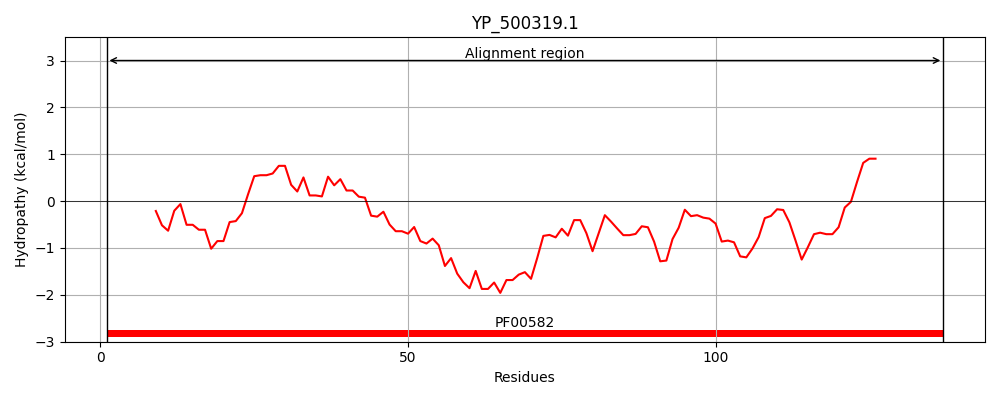 YP_500319.1
Alignment region
3
2
1
0
−1
−2
−3
Hydropathy (kcal/mol)
PF00582
0
50
100
Residues